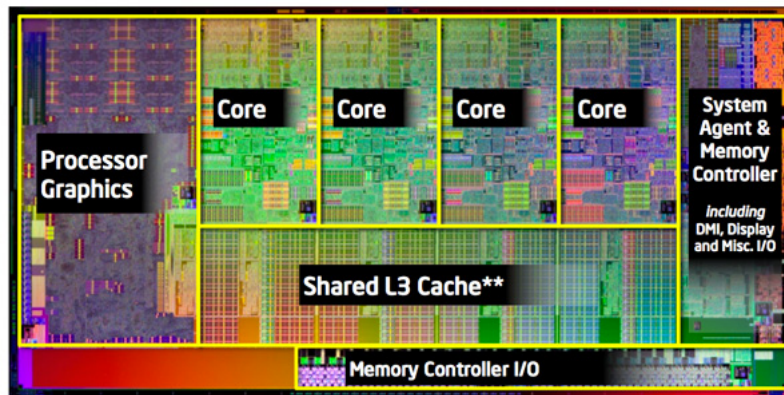 Processor
Graphics
Core
Core
Core
Core
System
Agent &
Memory
Controller
including
DMI, Display
and Misc. I/O
Shared L3 Cache**
Memory Controller I/O